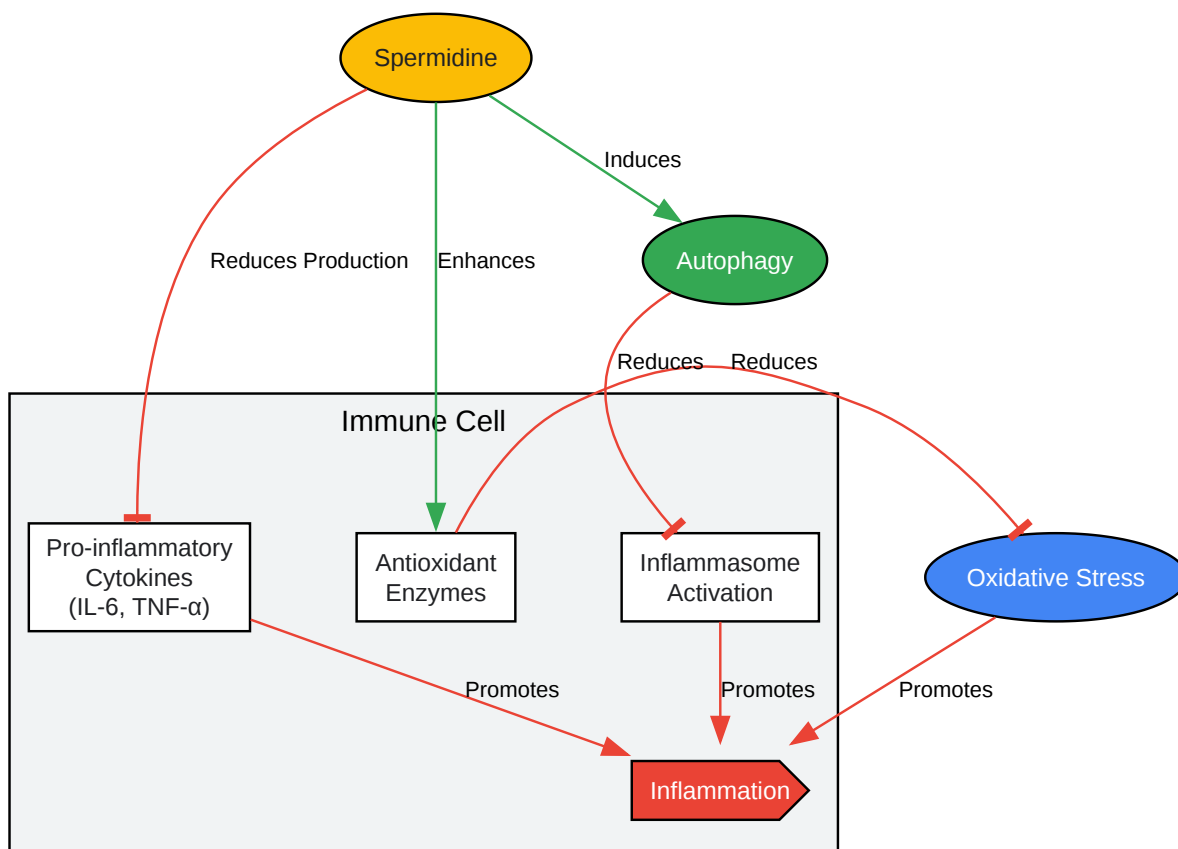 Spermidine
Induces
Autophagy
Reduces Production
Enhances
Reduces
Reduces
Immune Cell
Pro-inflammatory
Cytokines
(IL-6, TNF-α)
Antioxidant
Enzymes
Inflammasome
Activation
Oxidative Stress
Promotes
Promotes
Promotes
Inflammation